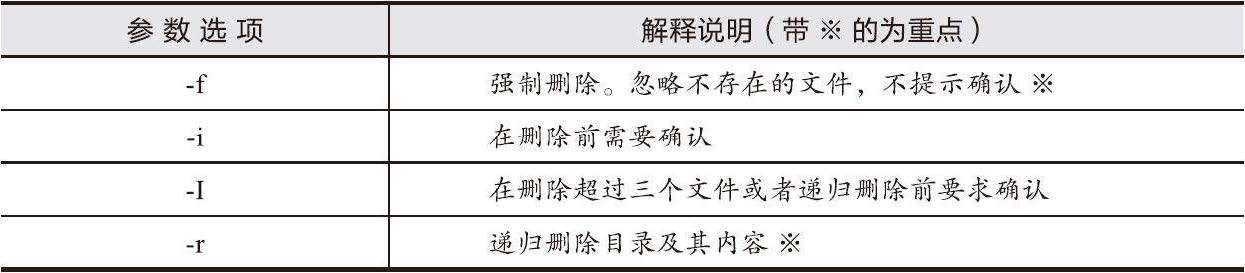 参数选项 解释说明（带※的为重点）
-f 强制删除。忽略不存在的文件，不提示确认※
-i 在删除前需要确认
-I 在删除超过三个文件或者递归删除前要求确认
-r 递归删除目录及其内容※